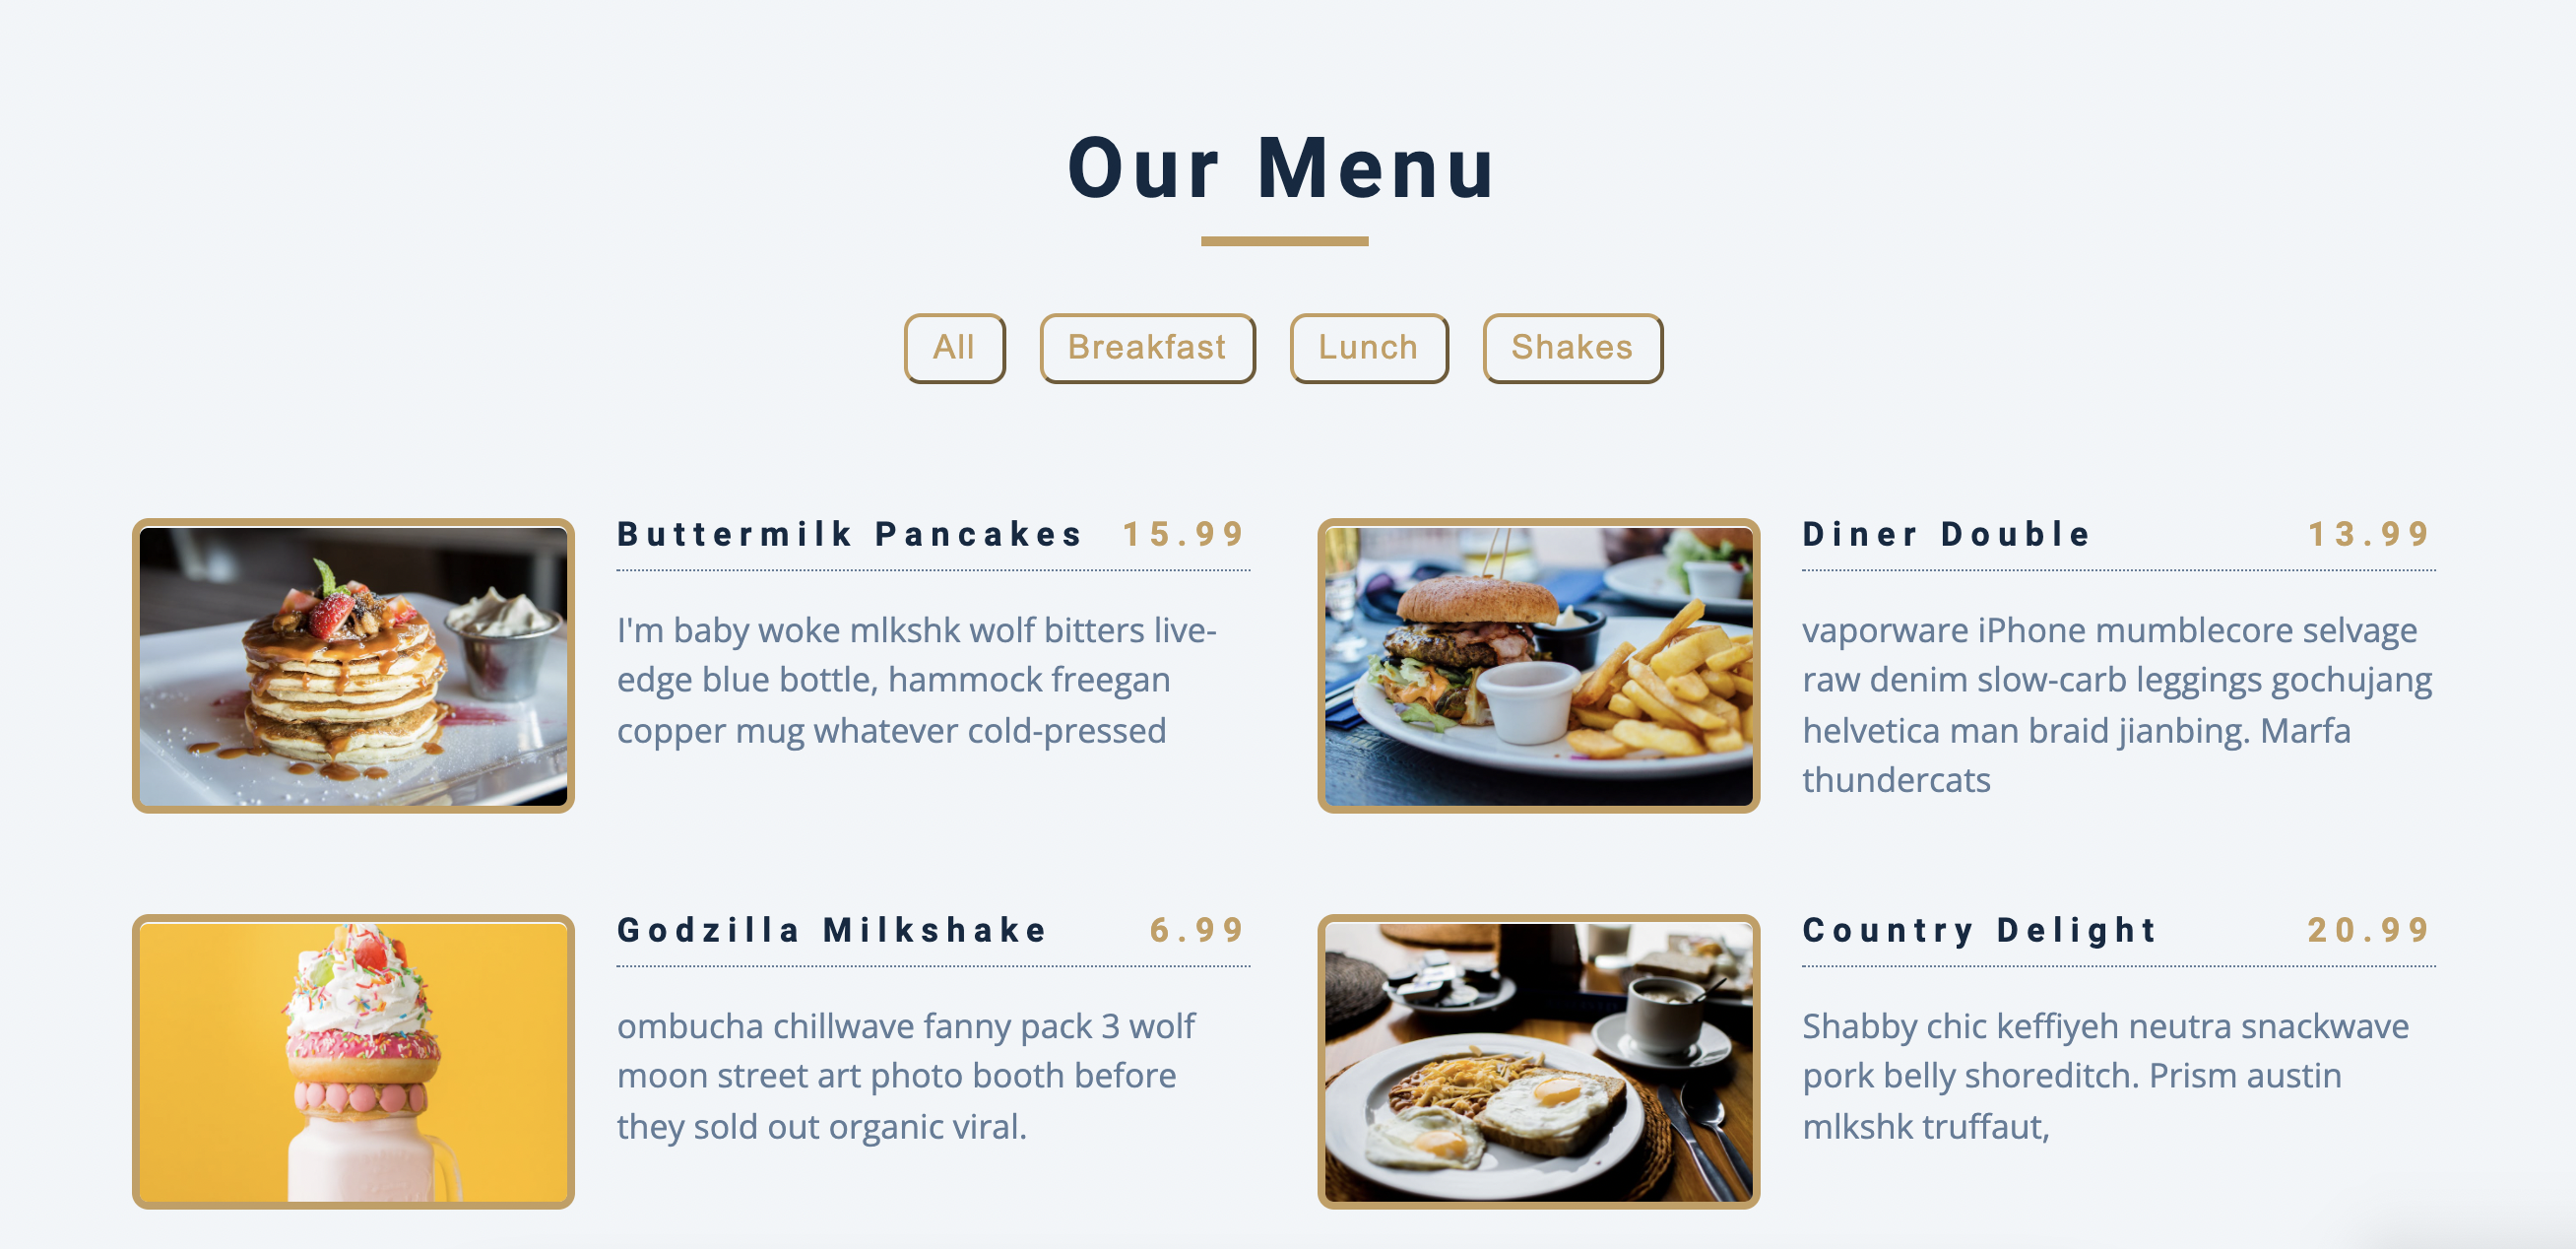 Our Menu
All
Breakfast
Lunch
Shakes
Buttermilk Pancakes 15.99
I'm baby woke mlkshk wolf bitters live-
edge blue bottle, hammock freegan
copper mug whatever cold-pressed
Diner Double 13.99
vaporware iPhone mumblecore selvage
raw denim slow-carb leggings gochujang
helvetica man braid jianbing. Marfa
thundercats
Godzilla Milkshake 6.99
ombucha chillwave fanny pack 3 wolf
moon street art photo booth before
they sold out organic viral.
Country Delight 20.99
Shabby chic keffiyeh neutra snackwave
pork belly shoreditch. Prism austin
mlkshk truffaut,